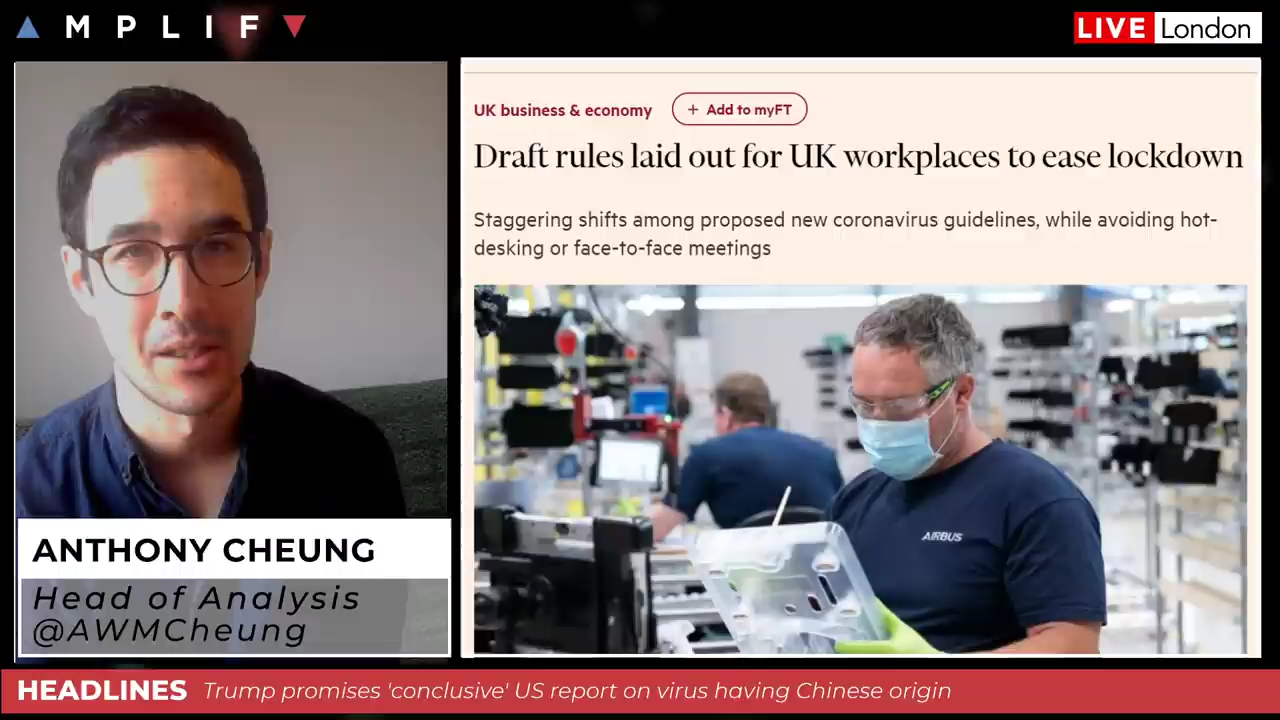 ▲ M P L I F ▼
LIVE London
UK business & economy
+ Add to myFT
Draft rules laid out for UK workplaces to ease lockdown
Staggering shifts among proposed new coronavirus guidelines, while avoiding hot-
desking or face-to-face meetings
AIRBUS
ANTHONY CHEUNG
Head of Analysis
@AWMCheung
HEADLINES Trump promises 'conclusive' US report on virus having Chinese origin